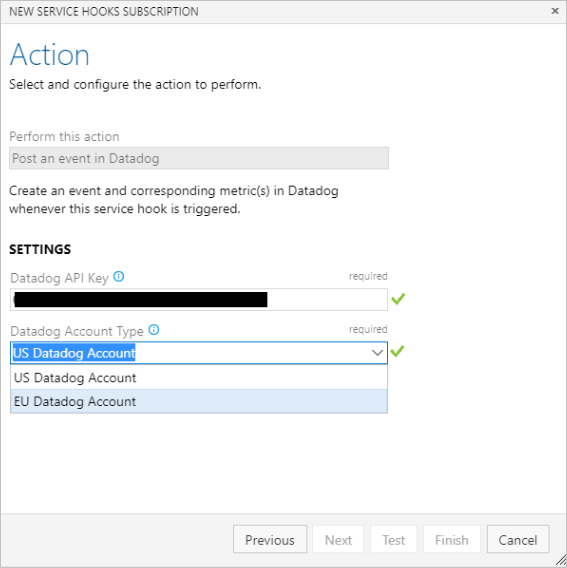 NEW SERVICE HOOKS SUBSCRIPTION
Action
Select and configure the action to perform.
Perform this action
Post an event in Datadog
Create an event and corresponding metric(s) in Datadog
whenever this service hook is triggered.
SETTINGS
Datadog API Key required
Datadog Account Type required
US Datadog Account
US Datadog Account
EU Datadog Account
Previous Next Test Finish Cancel